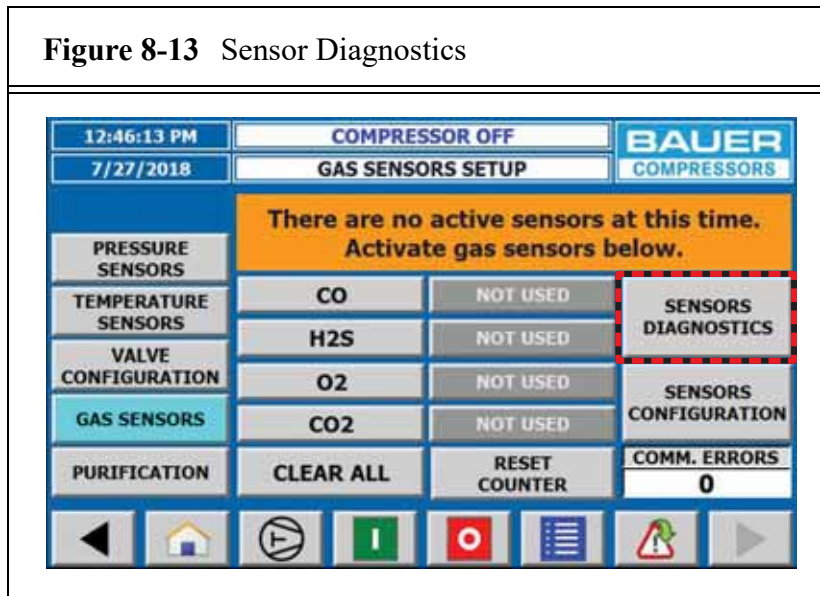 Figure 8-13 Sensor Diagnostics
12:46:13 PM
COMPRESSOR OFF
BAUER
COMPRESSORS
7/27/2018
GAS SENSORS SETUP
There are no active sensors at this time.
Activate gas sensors below.
PRESSURE
SENSORS
TEMPERATURE
SENSORS
VALVE
CONFIGURATION
GAS SENSORS
PURIFICATION
CO
NOT USED
H2S
NOT USED
O2
NOT USED
CO2
NOT USED
CLEAR ALL
RESET
COUNTER
SENSORS
DIAGNOSTICS
SENSORS
CONFIGURATION
COMM. ERRORS
0